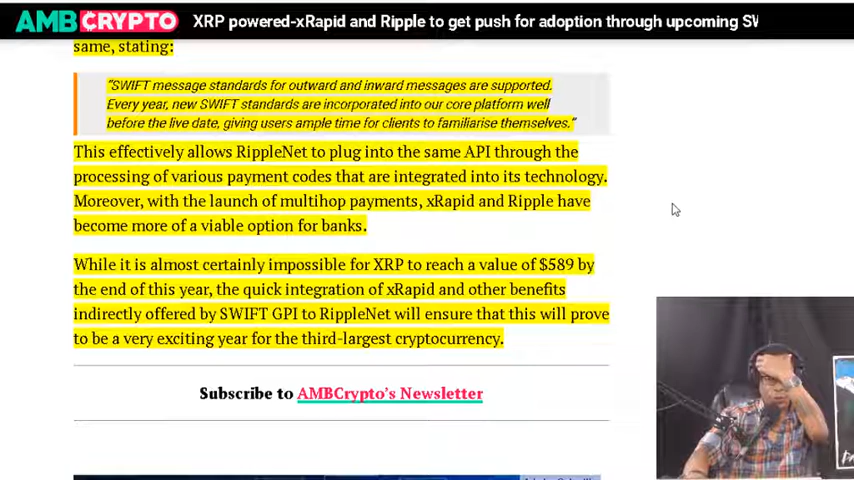 AMBCRYPTO XRP powered-xRapid and Ripple to get push for adoption through upcoming SW
same, stating:
“SWIFT message standards for outward and inward messages are supported.
Every year, new SWIFT standards are incorporated into our core platform well
before the live date, giving users ample time for clients to familiarise themselves.”
This effectively allows RippleNet to plug into the same API through the
processing of various payment codes that are integrated into its technology.
Moreover, with the launch of multihop payments, xRapid and Ripple have
become more of a viable option for banks.
While it is almost certainly impossible for XRP to reach a value of $589 by
the end of this year, the quick integration of xRapid and other benefits
indirectly offered by SWIFT GPI to RippleNet will ensure that this will prove
to be a very exciting year for the third-largest cryptocurrency.
Subscribe to AMBCrypto’s Newsletter